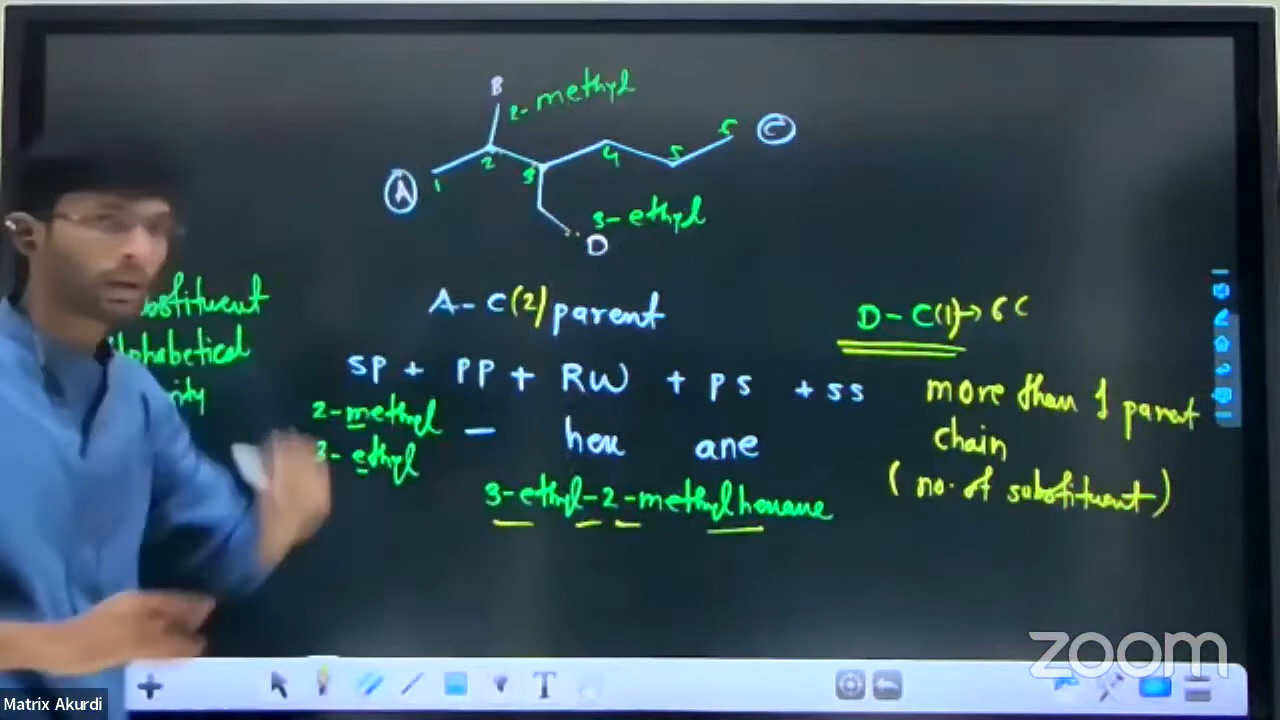 B
2-methyl
A
1
2
3
4
5
5
C
3-ethyl
D
A-C(2) parent
D-C(1)→6C
SP + PP + RW + PS + SS
2-methyl - hex ane
ethyl
3-ethyl-2-methylhexane
more than 1 parent
chain
(no. of substituent)
zoom
T
Matrix Akurdi